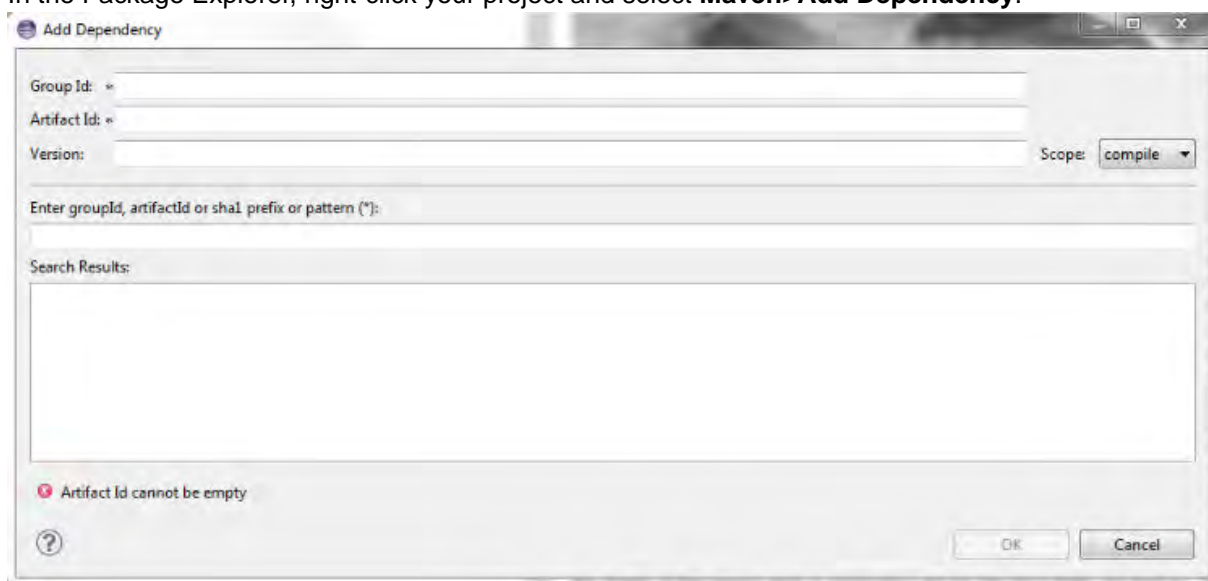 In the Package Explorer, right-click your project and select Maven>Add Dependency.
Add Dependency
Group Id: *
Artifact Id: *
Version: Scope: compile
Enter groupId, artifactId or sha1 prefix or pattern (*):
Search Results:
Artifact Id cannot be empty
OK Cancel